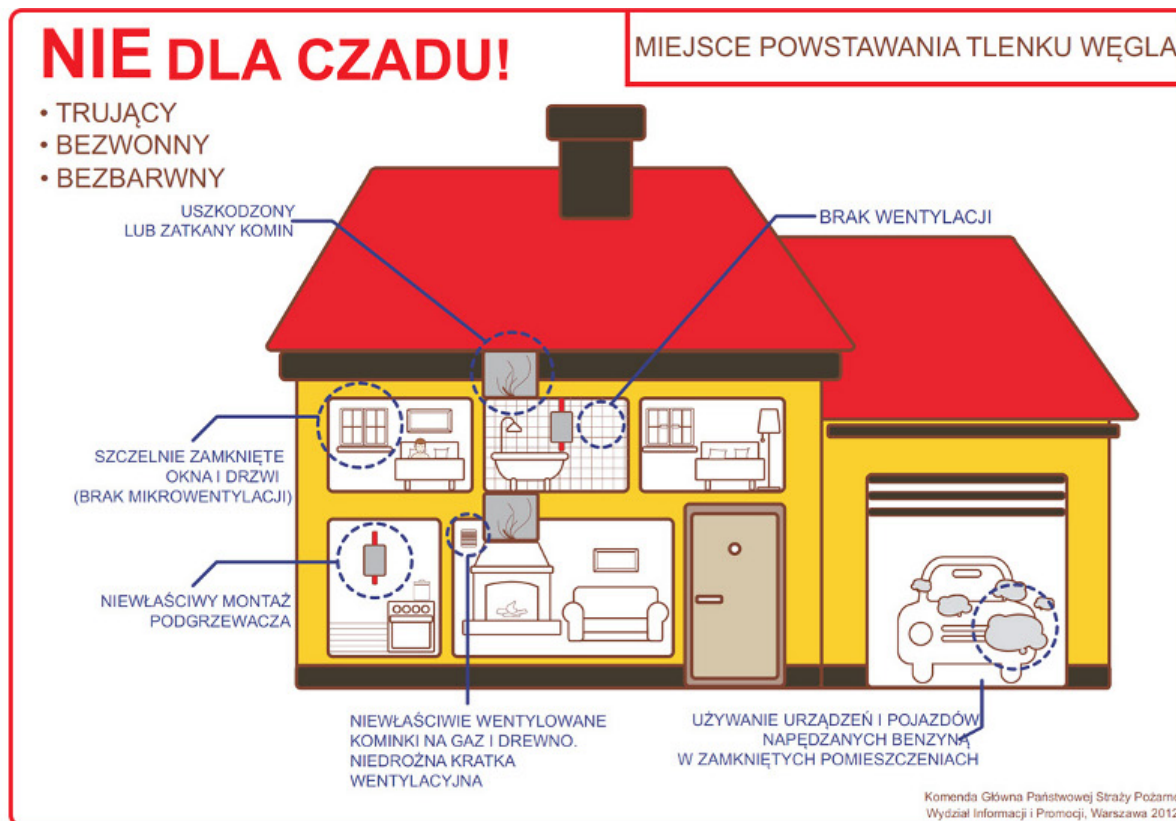 NIE DLA CZADU!
MIEJSCE POWSTAWANIA TLENKU WĘGLA
• TRUJĄCY
• BEZWONNY
• BEZBARWNY
USZKODZONY
LUB ZATKANY KOMIN
BRAK WENTYLACJI
SZCZELNIE ZAMKNIĘTE
OKNA I DRZWI
(BRAK MIKROWENTYLACJI)
NIEWŁAŚCIWY MONTAŻ
PODGRZEWACZA
NIEWŁAŚCIWIE WENTYLOWANE
KOMINKI NA GAZ I DREWNO.
NIEDROŻNA KRATKA
WENTYLACYJNA
UŻYWANIE URZĄDZEŃ I POJAZDÓW
NAPĘDZANYCH BENZYNĄ
W ZAMKNIĘTYCH POMIESZCZENIACH
Komenda Główna Państwowej Straży Pożarne
Wydział Informacji i Promocji, Warszawa 2012